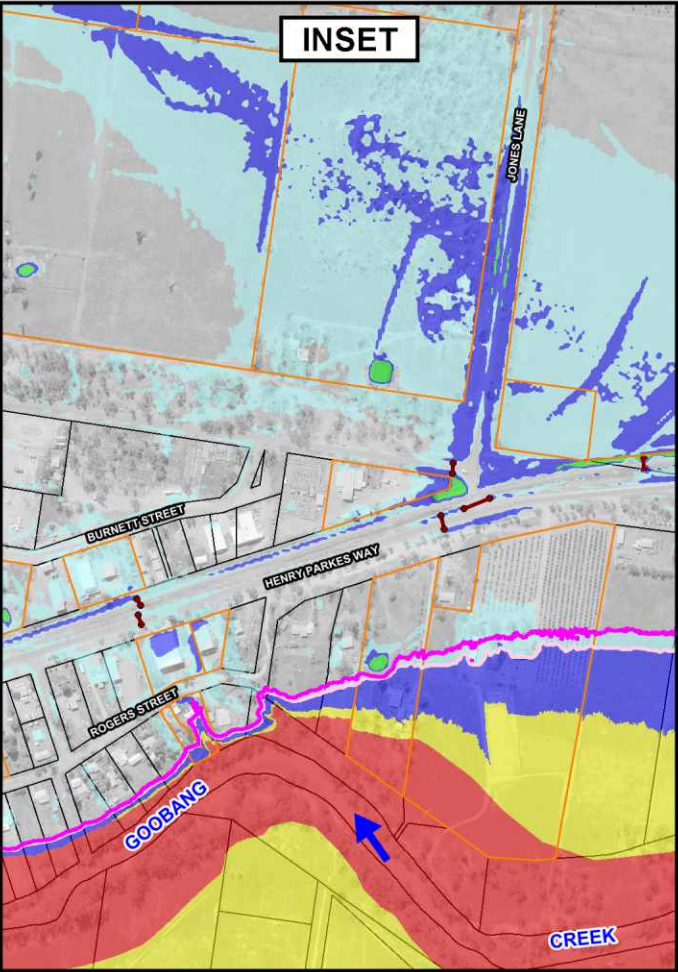 INSET
JONES LANE
BURNETT STREET
HENRY PARKES WAY
ROGERS STREET
GOOBANG
CREEK